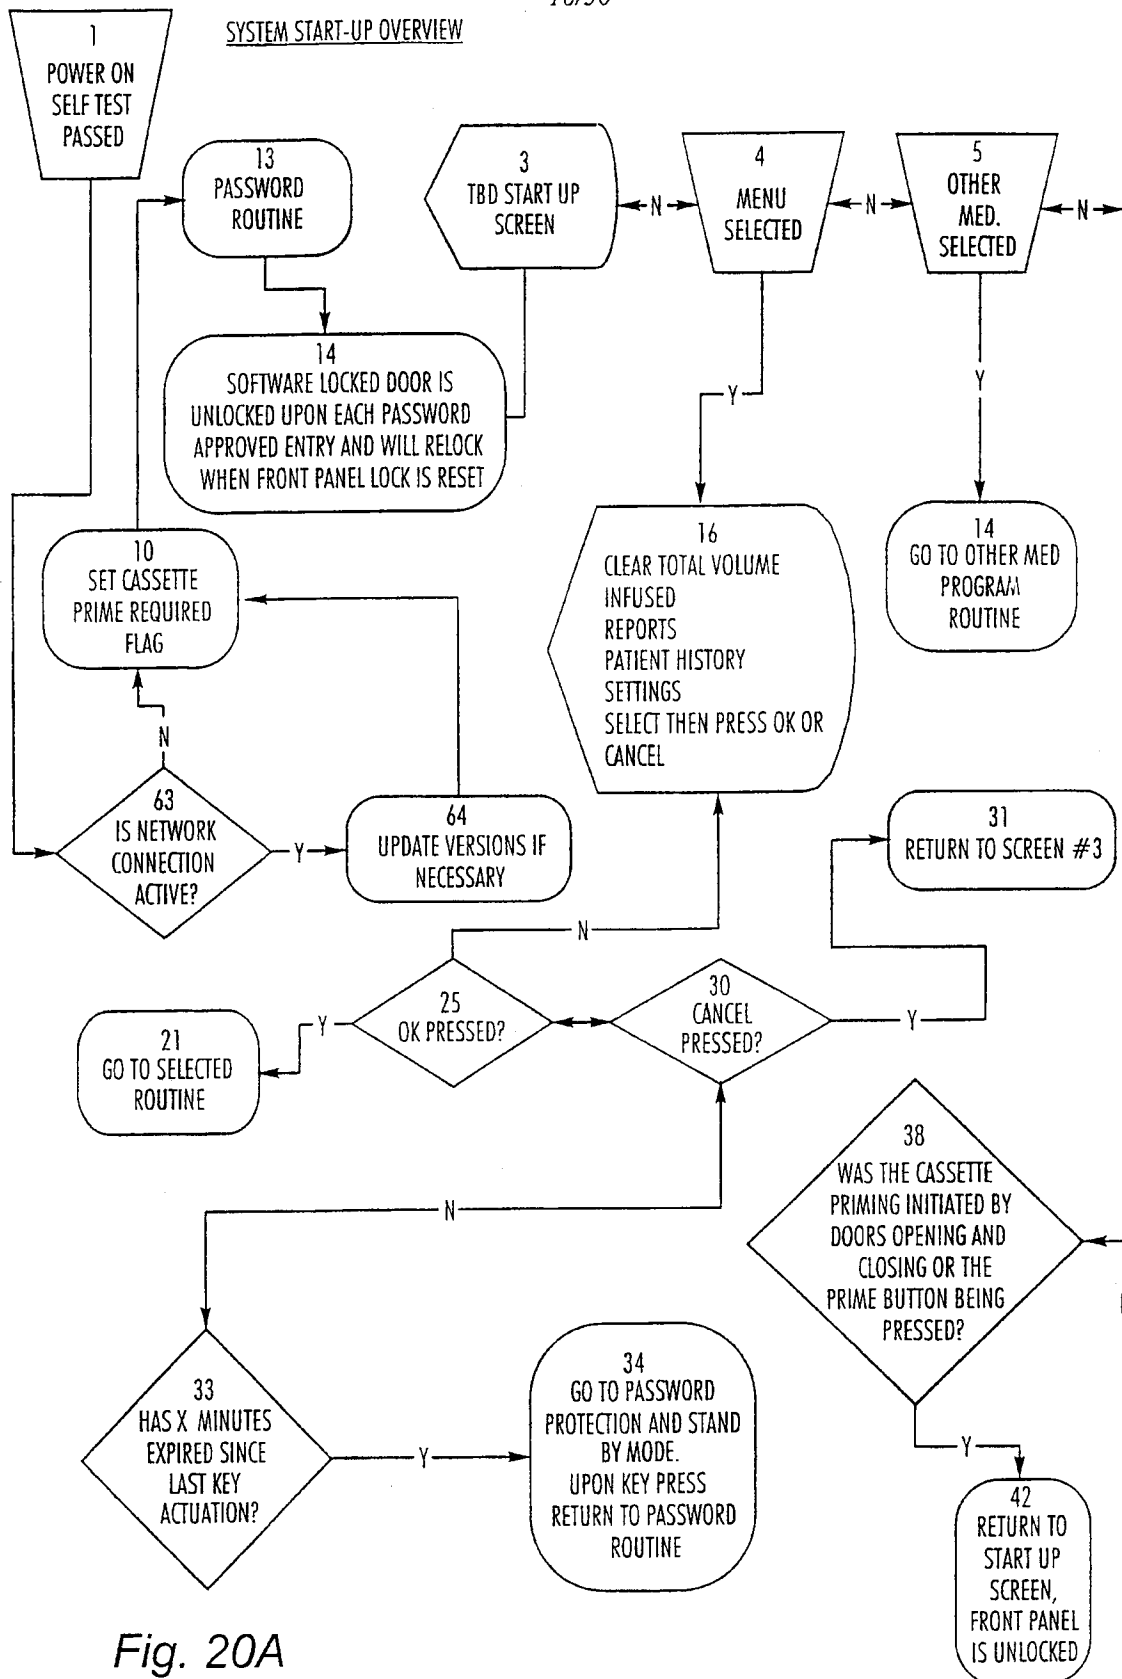 SYSTEM START-UP OVERVIEW
1
POWER ON
SELF TEST
PASSED
13
PASSWORD
ROUTINE
3
TBD START UP
SCREEN
N
4
MENU
SELECTED
N
5
OTHER
MED.
SELECTED
N
14
SOFTWARE LOCKED DOOR IS
UNLOCKED UPON EACH PASSWORD
APPROVED ENTRY AND WILL RELOCK
WHEN FRONT PANEL LOCK IS RESET
Y
Y
10
SET CASSETTE
PRIME REQUIRED
FLAG
16
CLEAR TOTAL VOLUME
INFUSED
REPORTS
PATIENT HISTORY
SETTINGS
SELECT THEN PRESS OK OR
CANCEL
14
GO TO OTHER MED
PROGRAM
ROUTINE
N
63
IS NETWORK
CONNECTION
ACTIVE?
Y
64
UPDATE VERSIONS IF
NECESSARY
31
RETURN TO SCREEN #3
N
25
OK PRESSED?
30
CANCEL
PRESSED?
Y
Y
21
GO TO SELECTED
ROUTINE
N
38
WAS THE CASSETTE
PRIMING INITIATED BY
DOORS OPENING AND
CLOSING OR THE
PRIME BUTTON BEING
PRESSED?
33
HAS X MINUTES
EXPIRED SINCE
LAST KEY
ACTUATION?
Y
34
GO TO PASSWORD
PROTECTION AND STAND
BY MODE.
UPON KEY PRESS
RETURN TO PASSWORD
ROUTINE
Y
42
RETURN TO
START UP
SCREEN,
FRONT PANEL
IS UNLOCKED
Fig. 20A